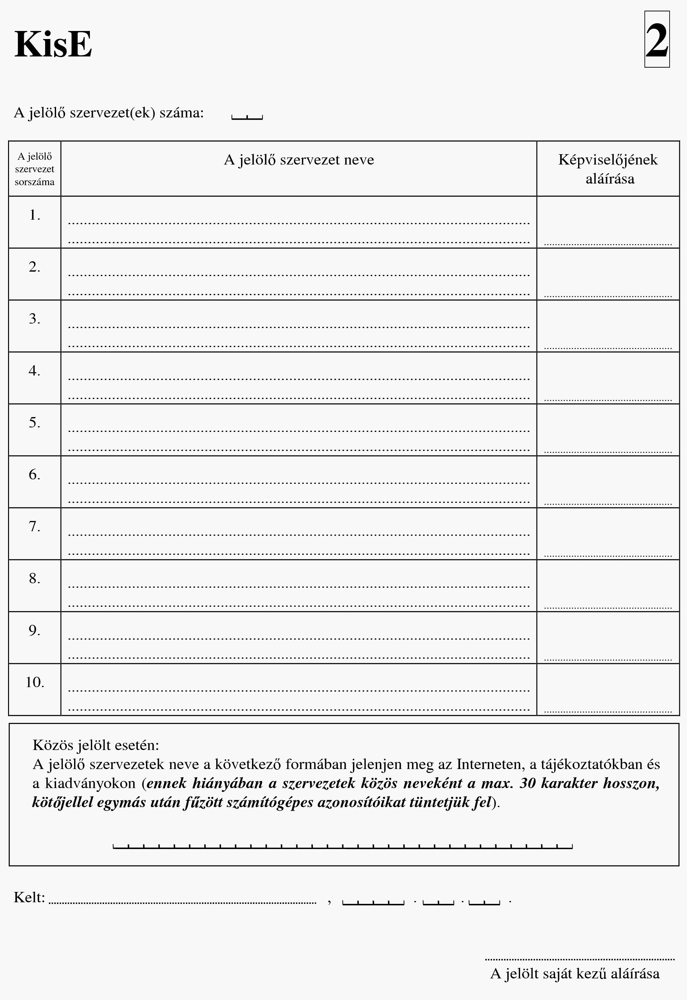 KisE
2
A jelölő szervezet(ek) száma:
A jelölő
szervezet
sorszáma
A jelölő szervezet neve
Képviselőjének
aláírása
1.
2.
3.
4.
5.
6.
7.
8.
9.
10.
Közös jelölt esetén:
A jelölő szervezetek neve a következő formában jelenjen meg az Interneten, a tájékoztatókban és
a kiadványokon (ennek hiányában a szervezetek közös neveként a max. 30 karakter hosszon,
kötőjellel egymás után fűzött számítógépes azonosítóikat tüntetjük fel).
Kelt: , . . .
A jelölt saját kezű aláírása